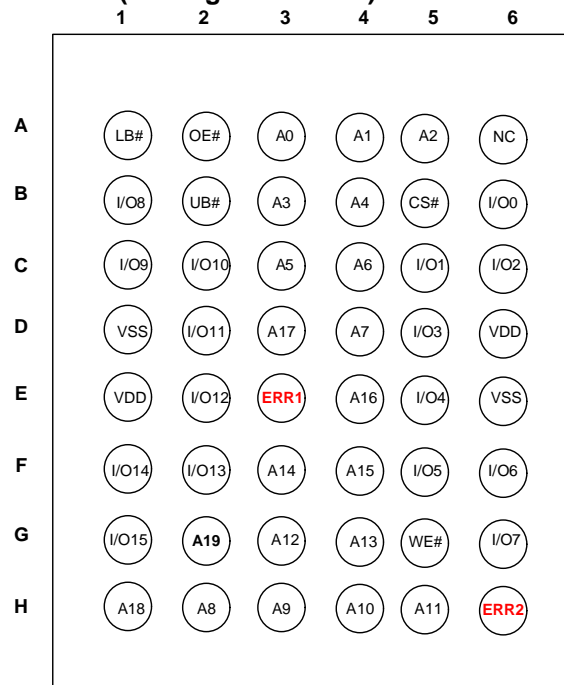 1 2 3 4 5 6
A LB# OE# A0 A1 A2 NC
B I/O8 UB# A3 A4 CS# I/O0
C I/O9 I/O10 A5 A6 I/O1 I/O2
D VSS I/O11 A17 A7 I/O3 VDD
E VDD I/O12 ERR1 A16 I/O4 VSS
F I/O14 I/O13 A14 A15 I/O5 I/O6
G I/O15 A19 A12 A13 WE# I/O7
H A18 A8 A9 A10 A11 ERR2